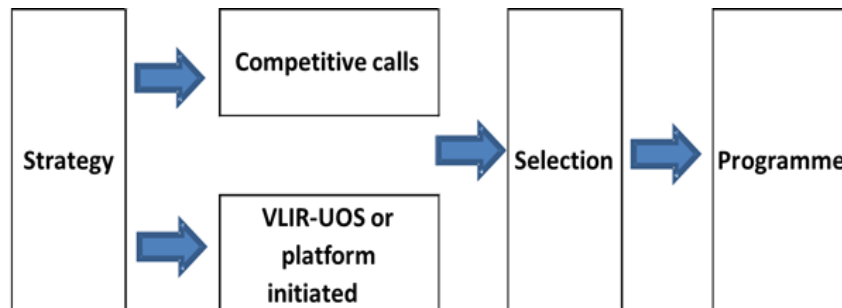 Strategy
Competitive calls
VLIR-UOS or
platform
initiated
Selection
Programme